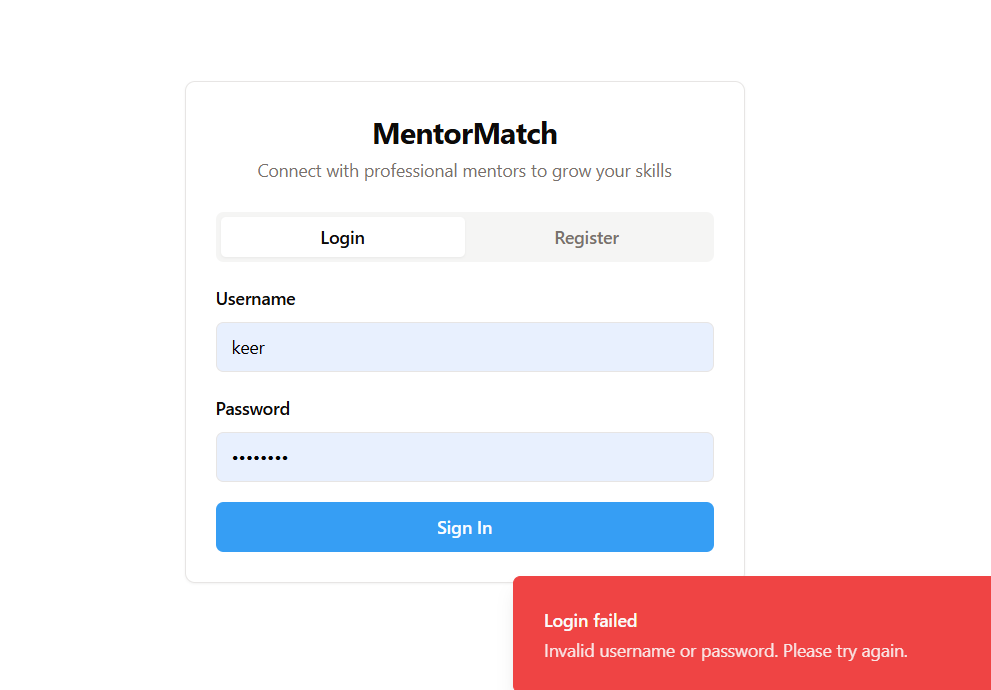 MentorMatch
Connect with professional mentors to grow your skills
Login Register
Username
keer
Password
••••••••
Sign In
Login failed
Invalid username or password. Please try again.